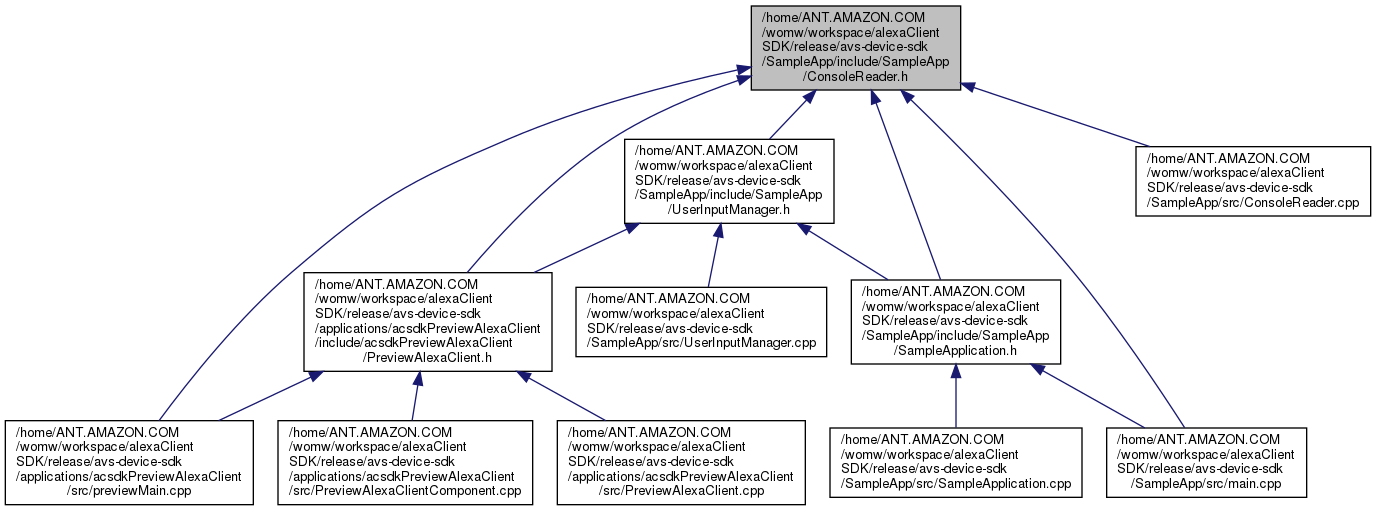 /home/ANT.AMAZON.COM
/womw/workspace/alexaClient
SDK/release/avs-device-sdk
/SampleApp/include/SampleApp
/ConsoleReader.h
/home/ANT.AMAZON.COM
/womw/workspace/alexaClient
SDK/release/avs-device-sdk
/SampleApp/include/SampleApp
/UserInputManager.h
/home/ANT.AMAZON.COM
/womw/workspace/alexaClient
SDK/release/avs-device-sdk
/SampleApp/src/ConsoleReader.cpp
/home/ANT.AMAZON.COM
/womw/workspace/alexaClient
SDK/release/avs-device-sdk
/applications/acsdkPreviewAlexaClient
/include/acsdkPreviewAlexaClient
/PreviewAlexaClient.h
/home/ANT.AMAZON.COM
/womw/workspace/alexaClient
SDK/release/avs-device-sdk
/SampleApp/src/UserInputManager.cpp
/home/ANT.AMAZON.COM
/womw/workspace/alexaClient
SDK/release/avs-device-sdk
/SampleApp/include/SampleApp
/SampleApplication.h
/home/ANT.AMAZON.COM
/womw/workspace/alexaClient
SDK/release/avs-device-sdk
/applications/acsdkPreviewAlexaClient
/src/previewMain.cpp
/home/ANT.AMAZON.COM
/womw/workspace/alexaClient
SDK/release/avs-device-sdk
/applications/acsdkPreviewAlexaClient
/src/PreviewAlexaClientComponent.cpp
/home/ANT.AMAZON.COM
/womw/workspace/alexaClient
SDK/release/avs-device-sdk
/applications/acsdkPreviewAlexaClient
/src/PreviewAlexaClient.cpp
/home/ANT.AMAZON.COM
/womw/workspace/alexaClient
SDK/release/avs-device-sdk
/SampleApp/src/SampleApplication.cpp
/home/ANT.AMAZON.COM
/womw/workspace/alexaClient
SDK/release/avs-device-sdk
/SampleApp/src/main.cpp